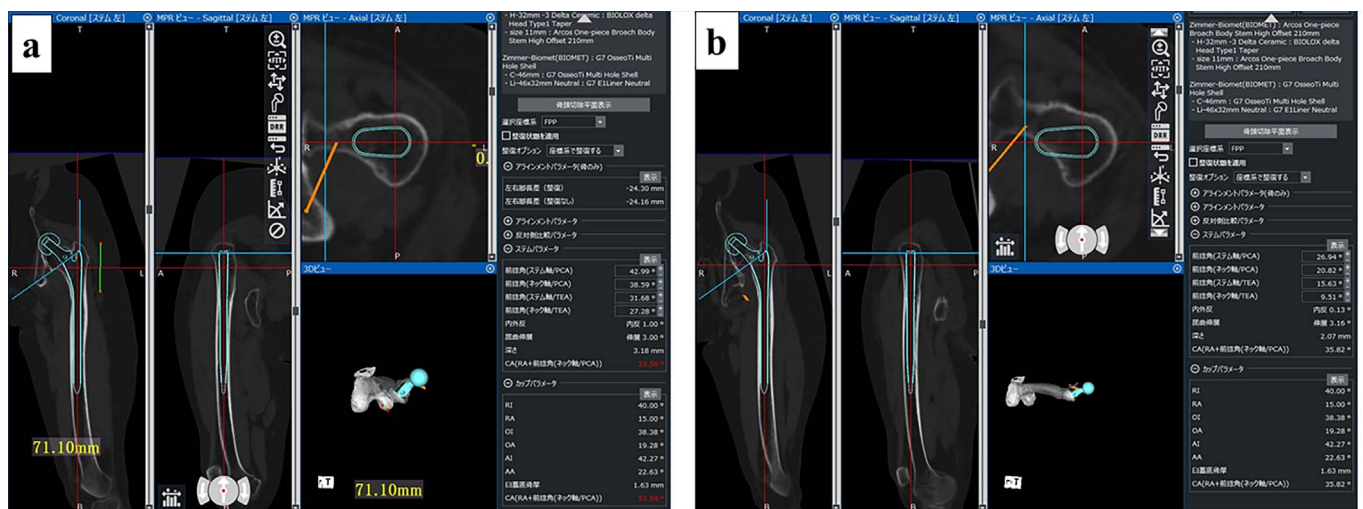 a
Coronal [ステム 左]
MPR ビュー - Sagittal [ステム 左]
MPR ビュー - Axial [ステム 左]
T
T
A
R
L
A
P
R
P
B
B
FIT
DRR
71.10mm
3Dビュー
71.10mm
- H-32mm -3 Delta Ceramic : BIOLOX delta
Head Type1 Taper
- size 11mm : Arcos One-piece Broach Body
Stem High Offset 210mm
Zimmer-Biomet(BIOMET) : G7 OsseoTi Multi
Hole Shell
- C-46mm : G7 OsseoTi Multi Hole Shell
- Li-46x32mm Neutral : G7 E1Liner Neutral
骨頭切除平面表示
選択座標系 FPP
整復状態を適用
整復オプション 座標系で整復する
アライメントパラメータ(骨のみ)
表示
左右脚長差 (整復) -24.30 mm
左右脚長差 (整復なし) -24.16 mm
アラインメントパラメータ
反対側比較パラメータ
ステムパラメータ
表示
前捻角(ステム軸/PCA) 42.99 °
前捻角(ネック軸/PCA) 38.59 °
前捻角(ステム軸/TEA) 31.68 °
前捻角(ネック軸/TEA) 27.28 °
内外反 内反 1.00 °
屈曲伸展 伸展 3.00 °
深さ 3.18 mm
CA(RA+前捻角(ネック軸/PCA)) 53.59 °
カップパラメータ
表示
RI 40.00 °
RA 15.00 °
OI 38.38 °
OA 19.28 °
AI 42.27 °
AA 22.63 °
臼蓋底骨厚 1.63 mm
CA(RA+前捻角(ネック軸/PCA)) 53.59 °
b
Coronal [ステム 左]
MPR ビュー - Sagittal [ステム 左]
MPR ビュー - Axial [ステム 左]
T
T
A
R
L
A
P
R
L
P
B
B
FIT
DRR
3Dビュー
Zimmer-Biomet(BIOMET) : Arcos One-piece
Broach Body Stem High Offset 210mm
- H-32mm -3 Delta Ceramic : BIOLOX delta
Head Type1 Taper
- size 11mm : Arcos One-piece Broach Body
Stem High Offset 210mm
Zimmer-Biomet(BIOMET) : G7 OsseoTi Multi
Hole Shell
- C-46mm : G7 OsseoTi Multi Hole Shell
- Li-46x32mm Neutral : G7 E1Liner Neutral
骨頭切除平面表示
選択座標系 FPP
整復状態を適用
整復オプション 座標系で整復する
アラインメントパラメータ(骨のみ)
アラインメントパラメータ
反対側比較パラメータ
ステムパラメータ
表示
前捻角(ステム軸/PCA) 26.94 °
前捻角(ネック軸/PCA) 20.82 °
前捻角(ステム軸/TEA) 15.63 °
前捻角(ネック軸/TEA) 9.51 °
内外反 内反 0.13 °
屈曲伸展 伸展 3.16 °
深さ 2.07 mm
CA(RA+前捻角(ネック軸/PCA)) 35.82 °
カップパラメータ
表示
RI 40.00 °
RA 15.00 °
OI 38.38 °
OA 19.28 °
AI 42.27 °
AA 22.63 °
臼蓋底骨厚 1.63 mm
CA(RA+前捻角(ネック軸/PCA)) 35.82 °